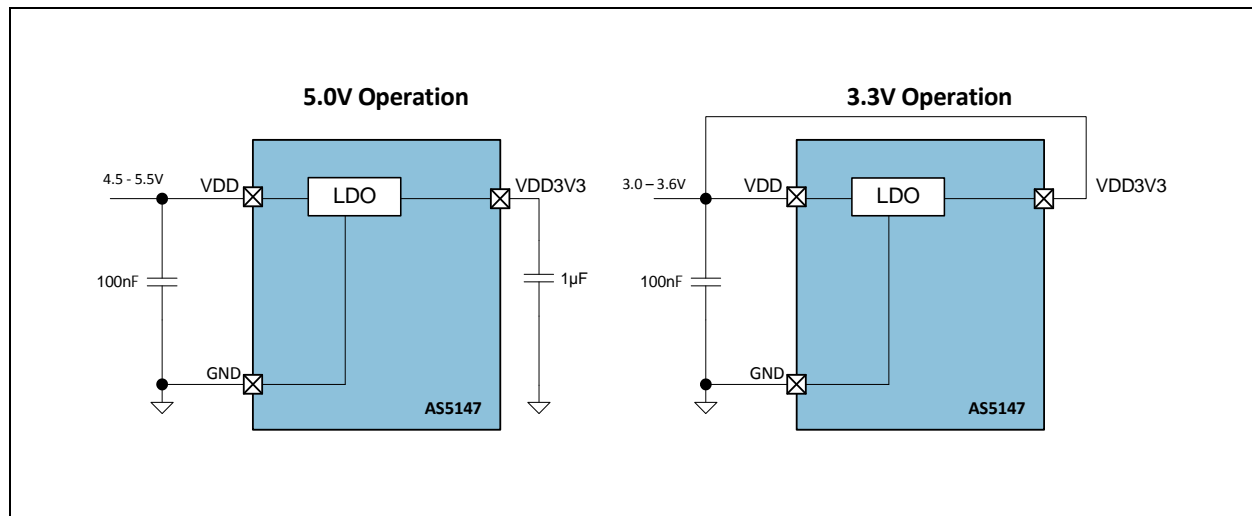 5.0V Operation
4.5 - 5.5V
VDD
LDO
VDD3V3
100nF
1µF
GND
AS5147
3.3V Operation
3.0 – 3.6V
VDD
LDO
VDD3V3
100nF
GND
AS5147